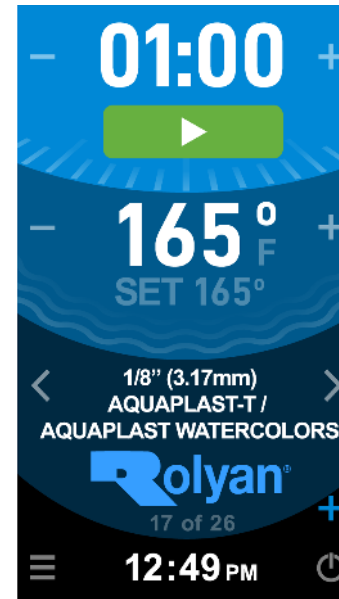 − 01:00 +
− 165° +
F
SET 165°
1/8” (3.17mm)
AQUAPLAST-T /
AQUAPLAST WATERCOLORS
Rolyan®
17 of 26
+
12:49 PM